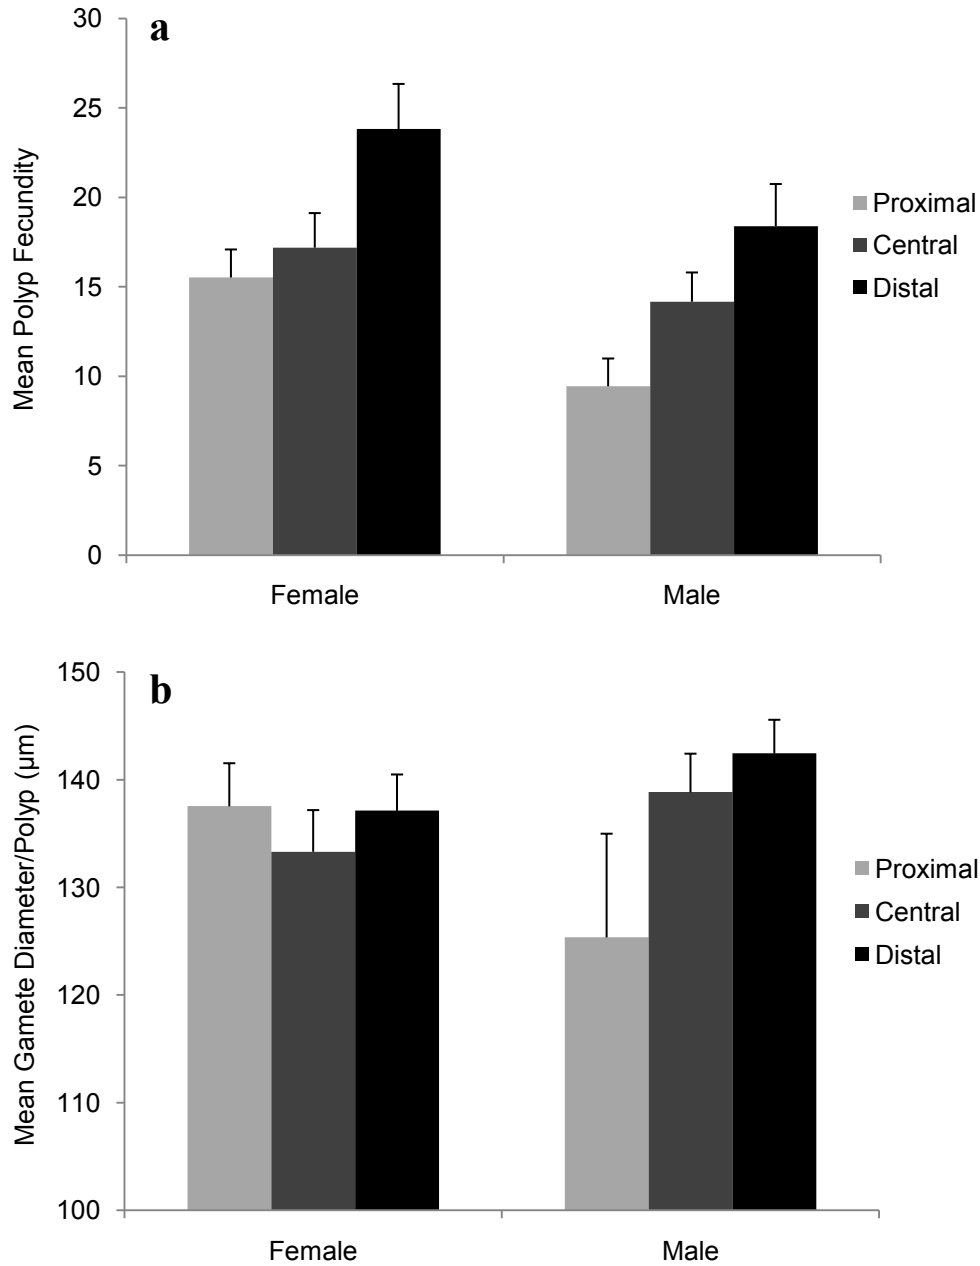 a
30
25
20
15
10
5
0
Mean Polyp Fecundity
Female
Male
Proximal
Central
Distal
b
150
140
130
120
110
100
Mean Gamete Diameter/Polyp (μm)
Female
Male
Proximal
Central
Distal